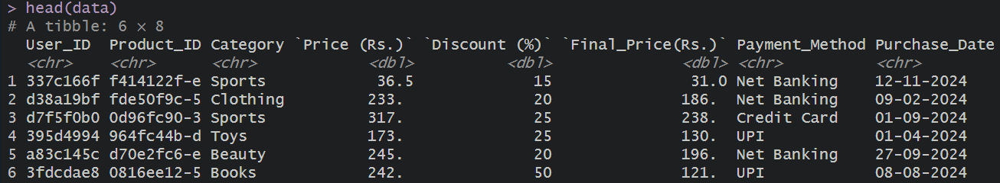 > head(data)
# A tibble: 6 × 8
  User_ID  Product_ID Category `Price (Rs.)` `Discount (%)` `Final_Price(Rs.)` Payment_Method Purchase_Date
  <chr>    <chr>      <chr>            <dbl>          <dbl>              <dbl> <chr>          <chr>
1 337c166f f414122f-e Sports            36.5             15               31.0 Net Banking    12-11-2024
2 d38a19bf fde50f9c-5 Clothing         233.              20              186.  Net Banking    09-02-2024
3 d7f5f0b0 0d96fc90-3 Sports           317.              25              238.  Credit Card    01-09-2024
4 395d4994 964fc44b-d Toys             173.              25              130.  UPI            01-04-2024
5 a83c145c d70e2fc6-e Beauty           245.              20              196.  Net Banking    27-09-2024
6 3fdcdae8 0816ee12-5 Books            242.              50              121.  UPI            08-08-2024